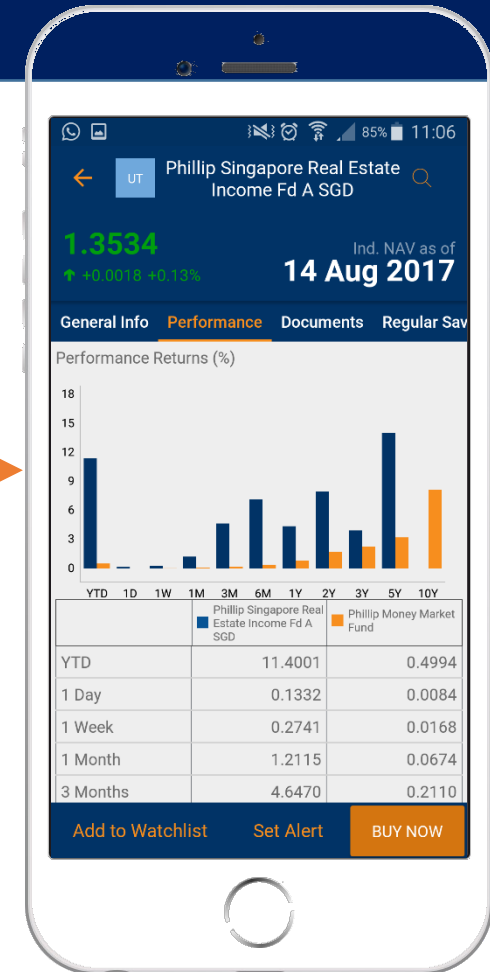 85% 11:06
UT
Phillip Singapore Real Estate
Income Fd A SGD
1.3534
+0.0018 +0.13%
Ind. NAV as of
14 Aug 2017
General Info Performance Documents Regular Sav
Performance Returns (%)
18
15
12
9
6
3
0
YTD 1D 1W 1M 3M 6M 1Y 2Y 3Y 5Y 10Y
Phillip Singapore Real
Estate Income Fd A
SGD
Phillip Money Market
Fund
YTD 11.4001 0.4994
1 Day 0.1332 0.0084
1 Week 0.2741 0.0168
1 Month 1.2115 0.0674
3 Months 4.6470 0.2110
Add to Watchlist Set Alert BUY NOW